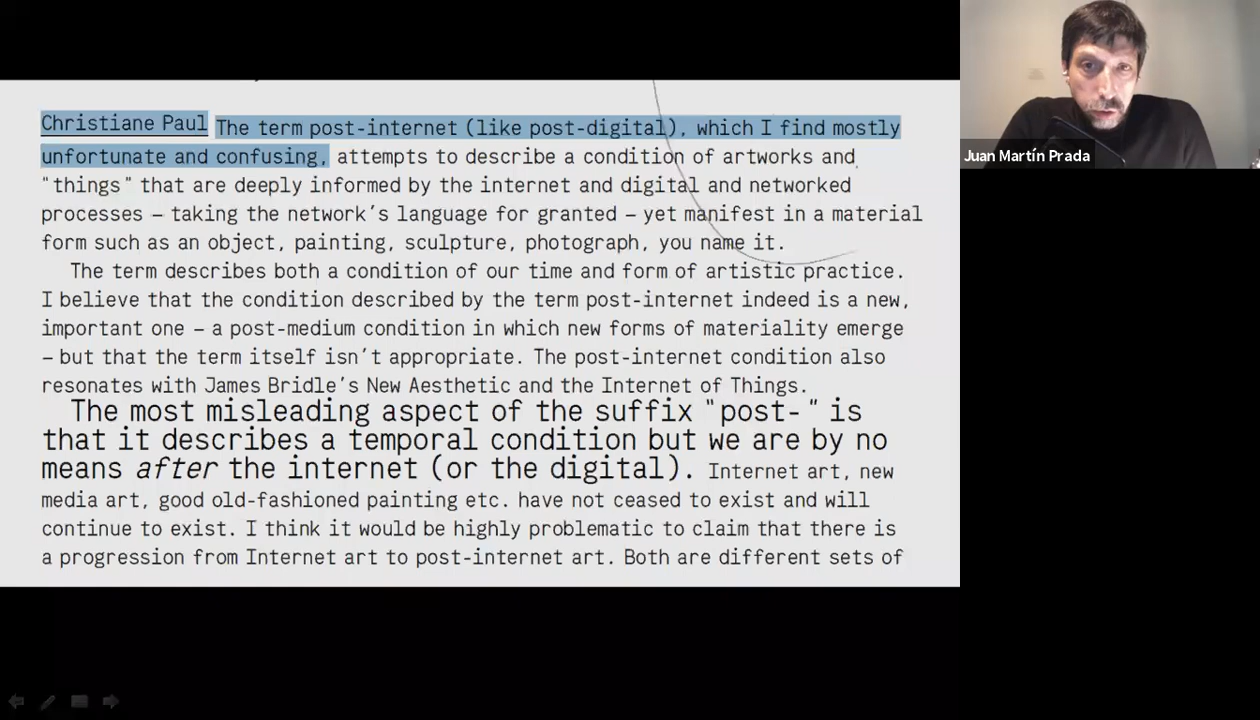 Christiane Paul The term post-internet (like post-digital), which I find mostly
unfortunate and confusing, attempts to describe a condition of artworks and
"things" that are deeply informed by the internet and digital and networked
processes – taking the network's language for granted – yet manifest in a material
form such as an object, painting, sculpture, photograph, you name it.
The term describes both a condition of our time and form of artistic practice.
I believe that the condition described by the term post-internet indeed is a new,
important one – a post-medium condition in which new forms of materiality emerge
– but that the term itself isn't appropriate. The post-internet condition also
resonates with James Bridle's New Aesthetic and the Internet of Things.
The most misleading aspect of the suffix "post-" is
that it describes a temporal condition but we are by no
means after the internet (or the digital). Internet art, new
media art, good old-fashioned painting etc. have not ceased to exist and will
continue to exist. I think it would be highly problematic to claim that there is
a progression from Internet art to post-internet art. Both are different sets of
Juan Martín Prada